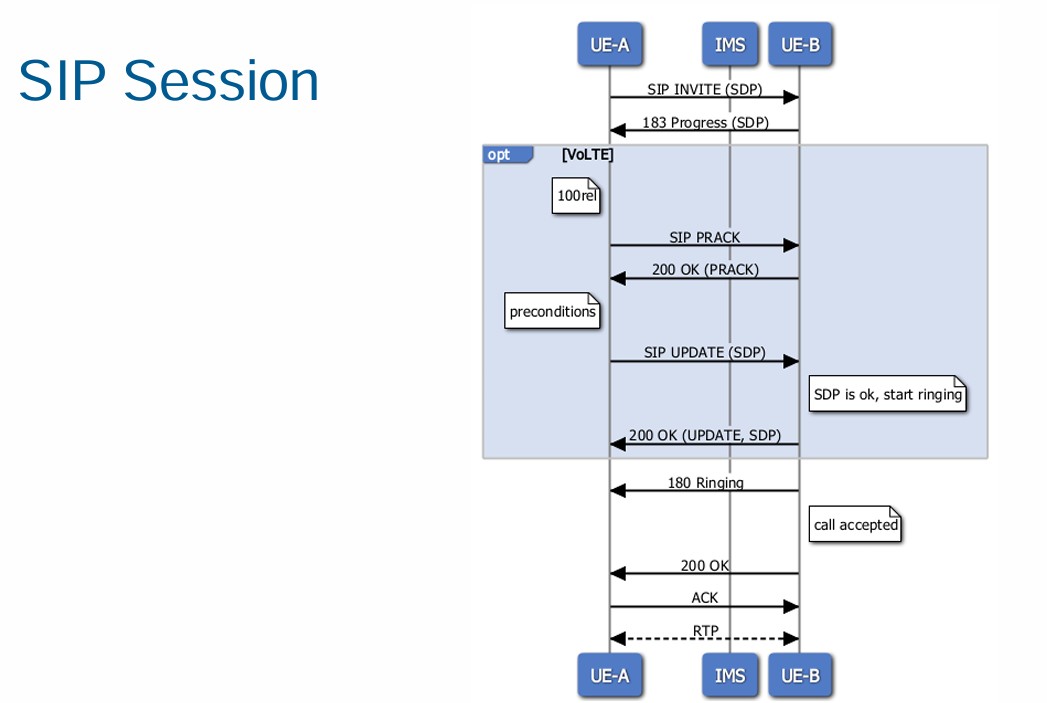 SIP Session
UE-A
IMS
UE-B
SIP INVITE (SDP)
183 Progress (SDP)
opt
[VoLTE]
100rel
SIP PRACK
200 OK (PRACK)
preconditions
SIP UPDATE (SDP)
SDP is ok, start ringing
200 OK (UPDATE, SDP)
180 Ringing
call accepted
200 OK
ACK
RTP
UE-A
IMS
UE-B